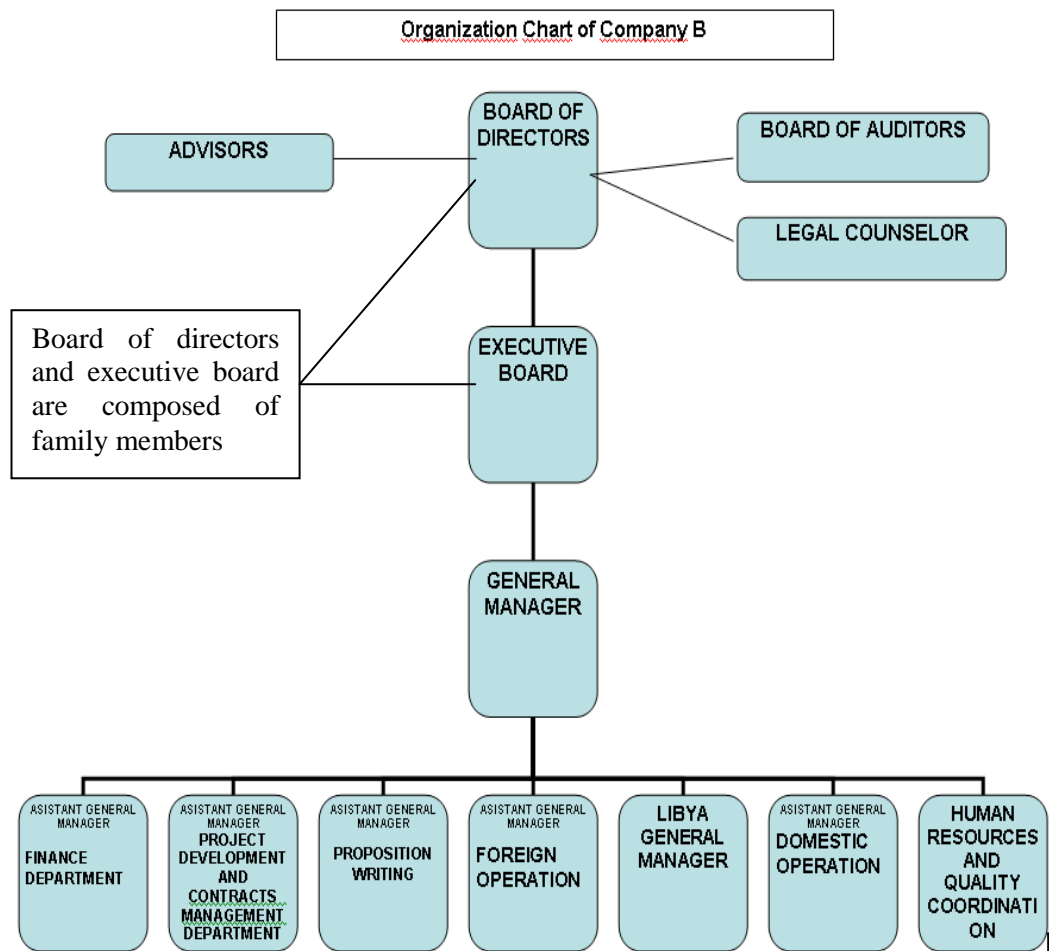 Organization Chart of Company B
BOARD OF
DIRECTORS
ADVISORS
BOARD OF AUDITORS
LEGAL COUNSELOR
Board of directors
and executive board
are composed of
family members
EXECUTIVE
BOARD
GENERAL
MANAGER
ASISTANT GENERAL
MANAGER
FINANCE
DEPARTMENT
ASISTANT GENERAL
MANAGER
PROJECT
DEVELOPMENT
AND
CONTRACTS
MANAGEMENT
DEPARTMENT
ASISTANT GENERAL
MANAGER
PROPOSITION
WRITING
ASISTANT GENERAL
MANAGER
FOREIGN
OPERATION
LIBYA
GENERAL
MANAGER
ASISTANT GENERAL
MANAGER
DOMESTIC
OPERATION
HUMAN
RESOURCES
AND
QUALITY
COORDINATI
ON